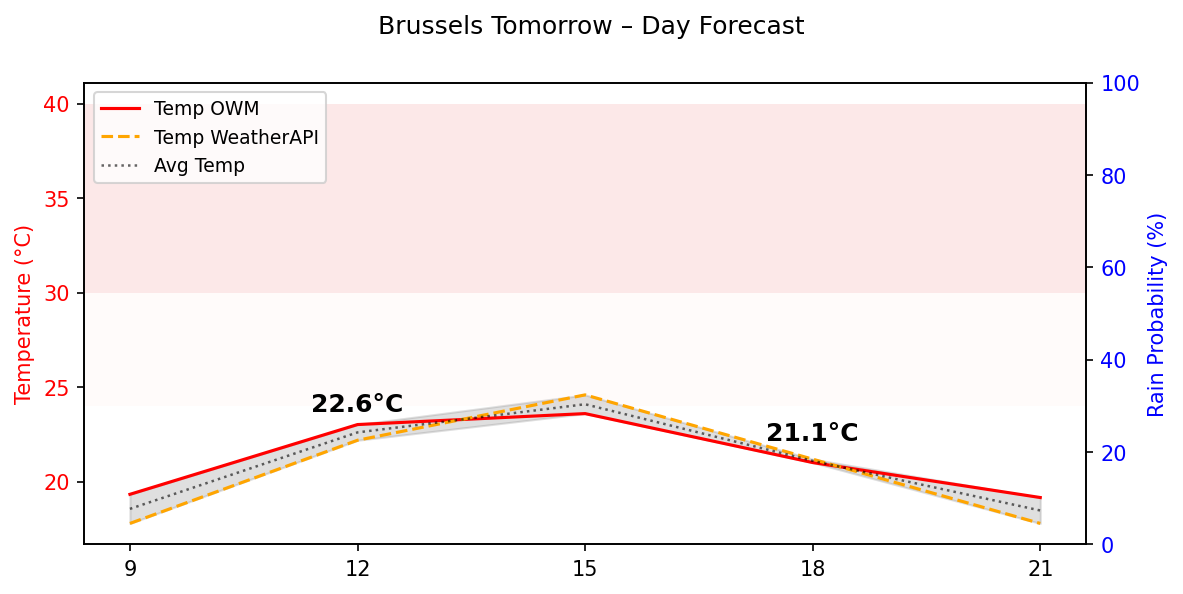 Brussels Tomorrow – Day Forecast
Temp OWM
Temp WeatherAPI
Avg Temp
Temperature (°C)
40
35
30
25
20
22.6°C
21.1°C
100
80
60
40
20
0
Rain Probability (%)
9
12
15
18
21